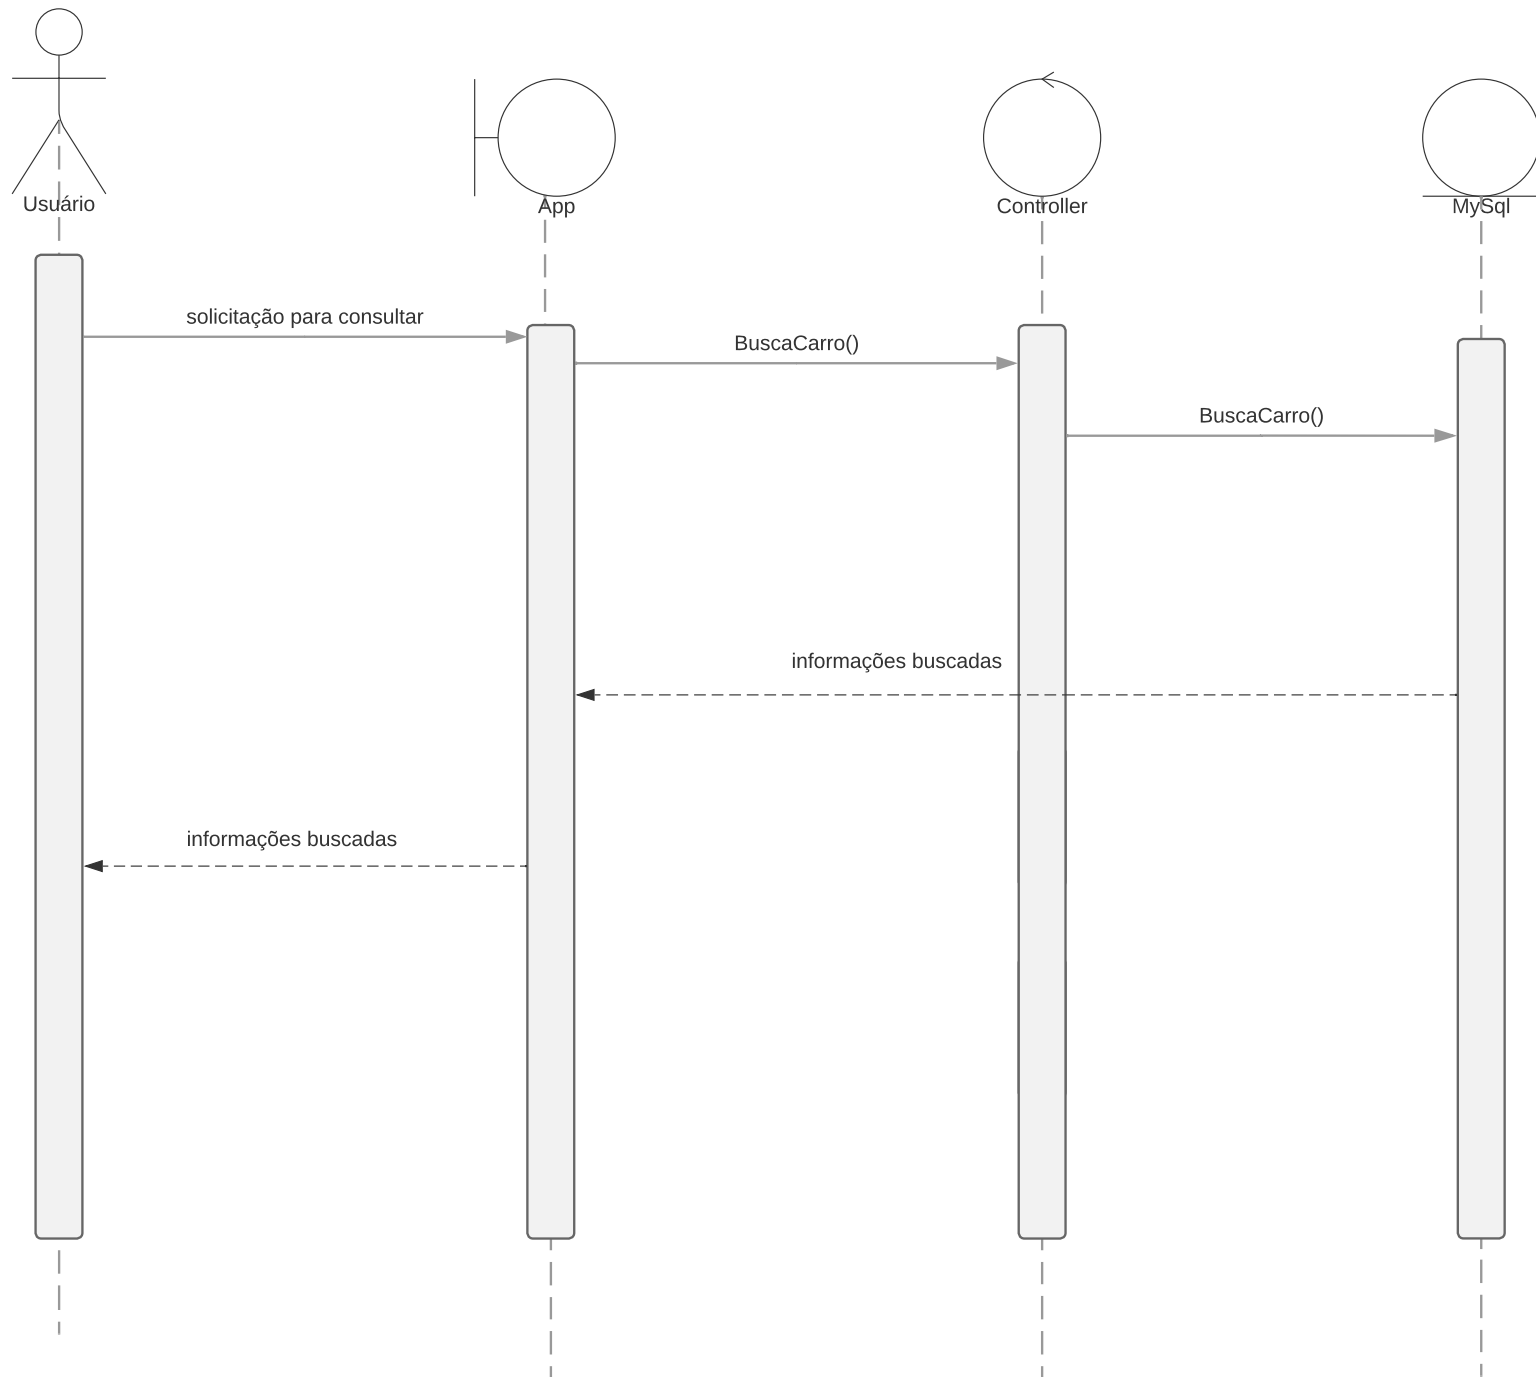 Usuário
App
Controller
MySql
solicitação para consultar
BuscaCarro()
BuscaCarro()
informações buscadas
informações buscadas